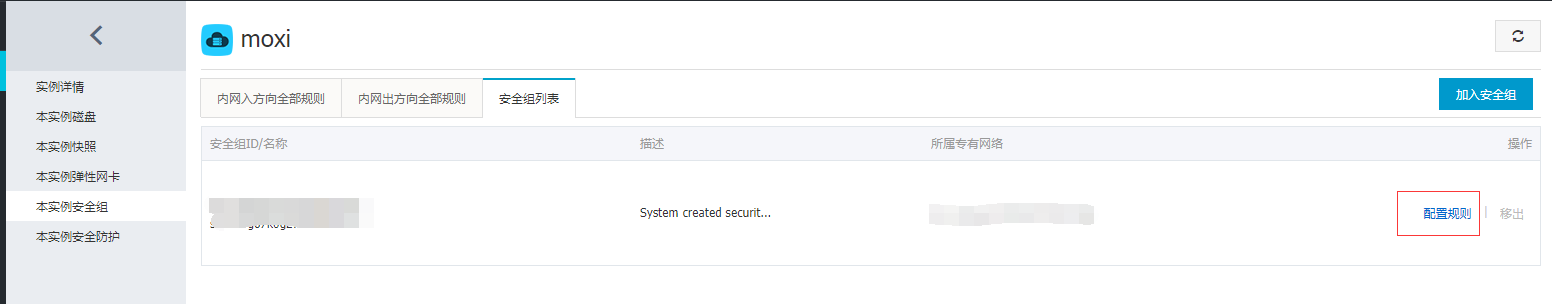 moxi
实例详情
本实例磁盘
本实例快照
本实例弹性网卡
本实例安全组
本实例安全防护
内网入方向全部规则 内网出方向全部规则 安全组列表 加入安全组
安全组ID/名称 描述 所属专有网络 操作
System created securit... 配置规则 移出